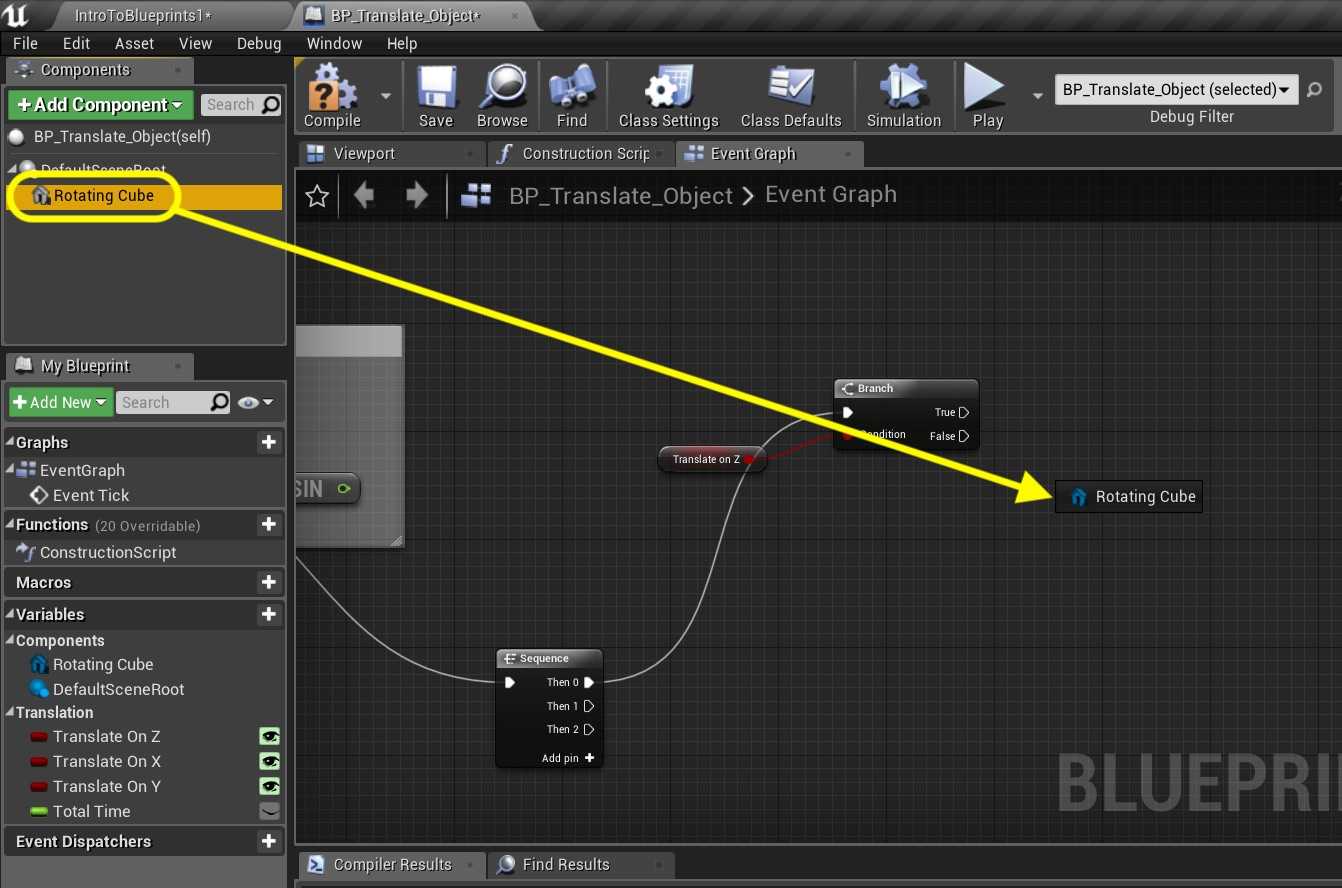 IntroToBlueprints1*
BP_Translate_Object*
File Edit Asset View Debug Window Help
Components
+Add Component
Search
BP_Translate_Object(self)
DefaultSceneRoot
Rotating Cube
Compile Save Browse Find Class Settings Class Defaults Simulation Play
BP_Translate_Object (selected)
Debug Filter
Viewport
Construction Scrip
Event Graph
BP_Translate_Object > Event Graph
My Blueprint
+Add New
Search
Graphs
EventGraph
Event Tick
Functions (20 Overridable)
ConstructionScript
Macros
Variables
Components
Rotating Cube
DefaultSceneRoot
Translation
Translate On Z
Translate On X
Translate On Y
Total Time
Event Dispatchers
SIN
Branch
True
Condition
False
Translate on Z
Rotating Cube
Sequence
Then 0
Then 1
Then 2
Add pin +
BLUEPRI
Compiler Results
Find Results